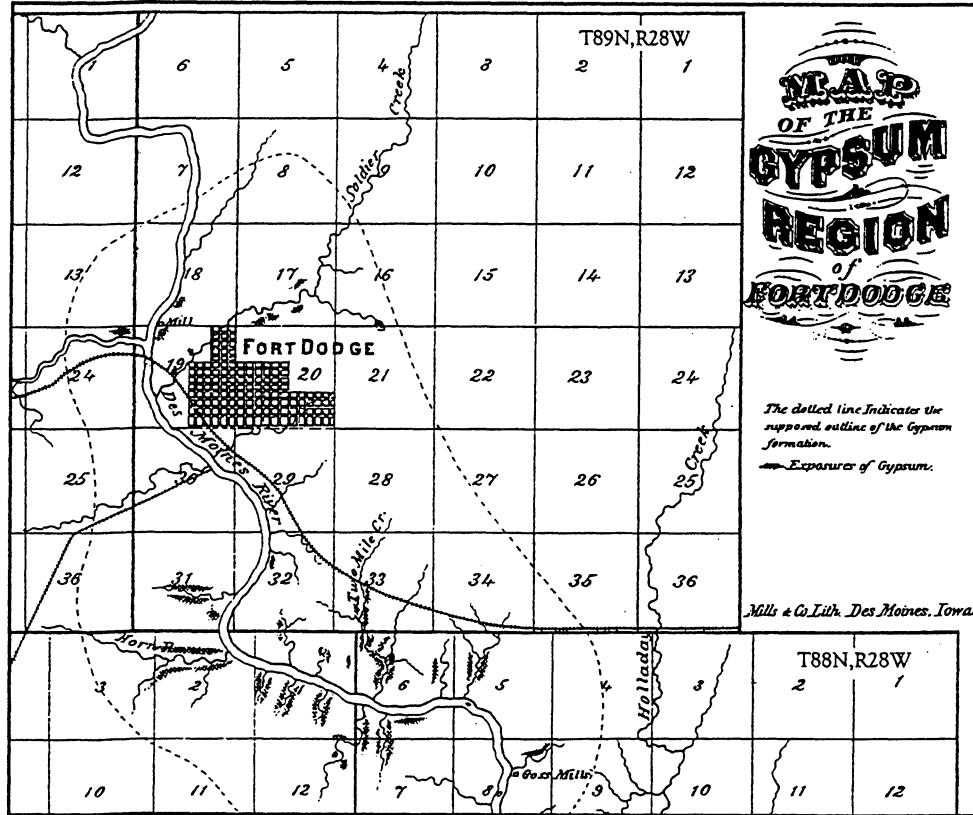 T89N,R28W
MAP
OF THE
GYPSUM
REGION
of
FORT DODGE
1 6 5 4 3 2 1
Creek
12 7 8 9 10 11 12
Soldier
13 18 17 16 15 14 13
Mill
FORT DODGE
24 19 20 21 22 23 24
Des Moines River
The dotted line Indicates the
supposed outline of the Gypsum
formation.
Exposures of Gypsum.
Creek
25 30 29 28 27 26 25
Two Mile Cr.
36 31 32 33 34 35 36
Mills & Co. Lith. Des Moines, Iowa
T88N,R28W
Horn
3 2 6 5 4 3 2 1
Holladay
Goss Mills
10 11 12 7 8 9 10 11 12